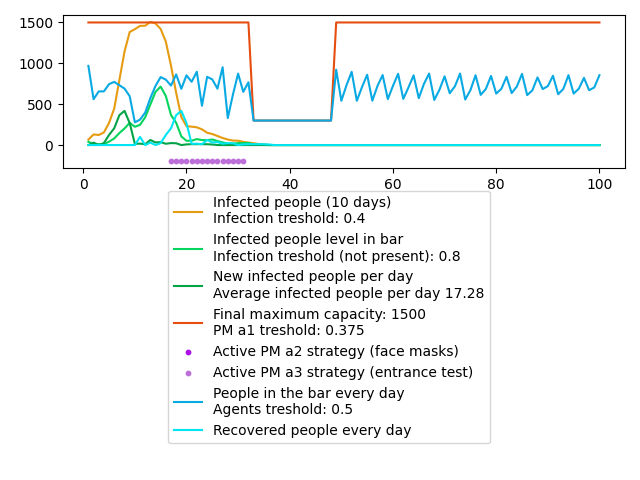 1500
1000
500
0
0 20 40 60 80 100
Infected people (10 days)
Infection treshold: 0.4
Infected people level in bar
Infection treshold (not present): 0.8
New infected people per day
Average infected people per day 17.28
Final maximum capacity: 1500
PM a1 treshold: 0.375
Active PM a2 strategy (face masks)
Active PM a3 strategy (entrance test)
People in the bar every day
Agents treshold: 0.5
Recovered people every day